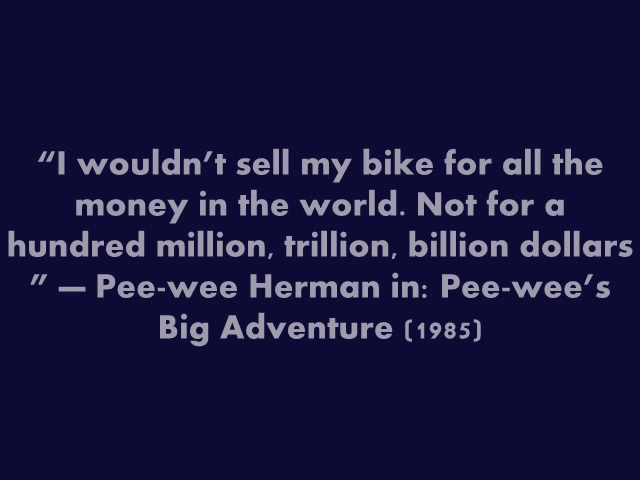 “I wouldn’t sell my bike for all the
money in the world. Not for a
hundred million, trillion, billion dollars
” — Pee-wee Herman in: Pee-wee’s
Big Adventure (1985)